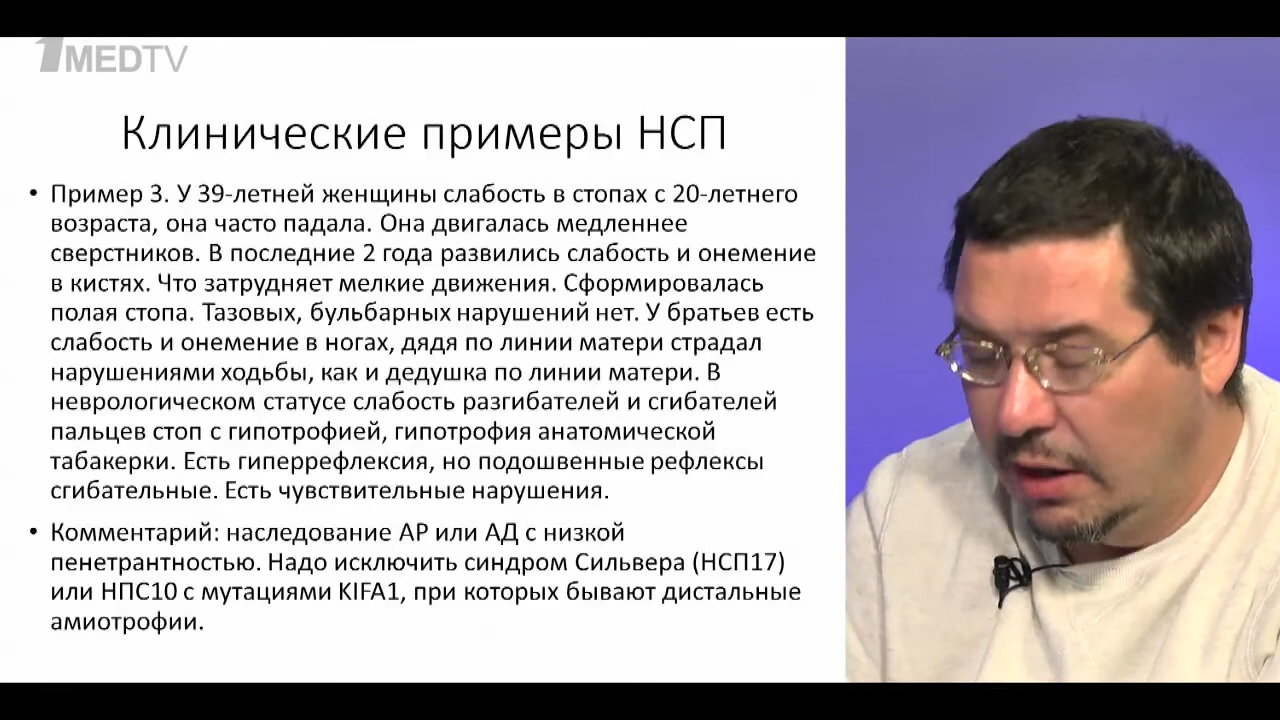 1MEDTV
Клинические примеры НСП
• Пример 3. У 39-летней женщины слабость в стопах с 20-летнего
возраста, она часто падала. Она двигалась медленнее
сверстников. В последние 2 года развились слабость и онемение
в кистях. Что затрудняет мелкие движения. Сформировалась
полая стопа. Тазовых, бульбарных нарушений нет. У братьев есть
слабость и онемение в ногах, дядя по линии матери страдал
нарушениями ходьбы, как и дедушка по линии матери. В
неврологическом статусе слабость разгибателей и сгибателей
пальцев стоп с гипотрофией, гипотрофия анатомической
табакерки. Есть гиперрефлексия, но подошвенные рефлексы
сгибательные. Есть чувствительные нарушения.
• Комментарий: наследование АР или АД с низкой
пенетрантностью. Надо исключить синдром Сильвера (НСП17)
или НПС10 с мутациями KIFA1, при которых бывают дистальные
амиотрофии.